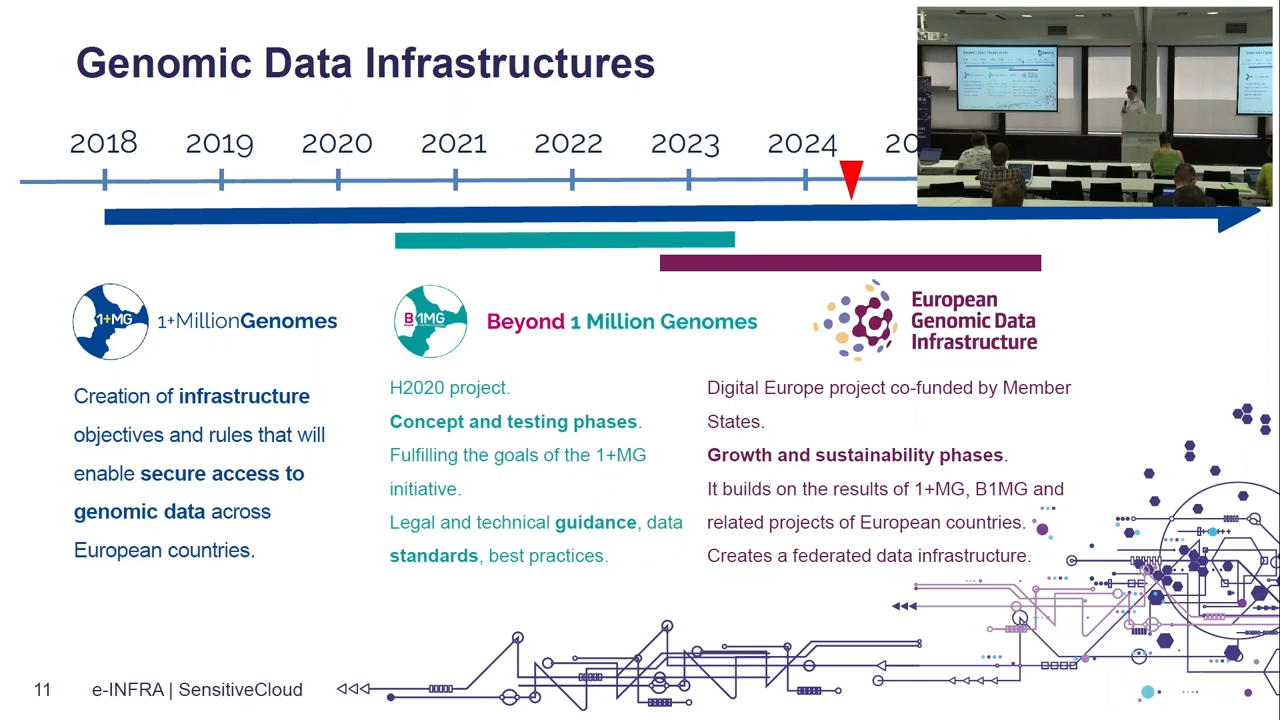 Genomic Data Infrastructures
2018 2019 2020 2021 2022 2023 2024 20
1+MG
1+MillionGenomes
B1MG
Beyond 1 Million Genomes
European
Genomic Data
Infrastructure
Creation of infrastructure
objectives and rules that will
enable secure access to
genomic data across
European countries.
H2020 project.
Concept and testing phases.
Fulfilling the goals of the 1+MG
initiative.
Legal and technical guidance, data
standards, best practices.
Digital Europe project co-funded by Member
States.
Growth and sustainability phases.
It builds on the results of 1+MG, B1MG and
related projects of European countries.
Creates a federated data infrastructure.
11 e-INFRA | SensitiveCloud